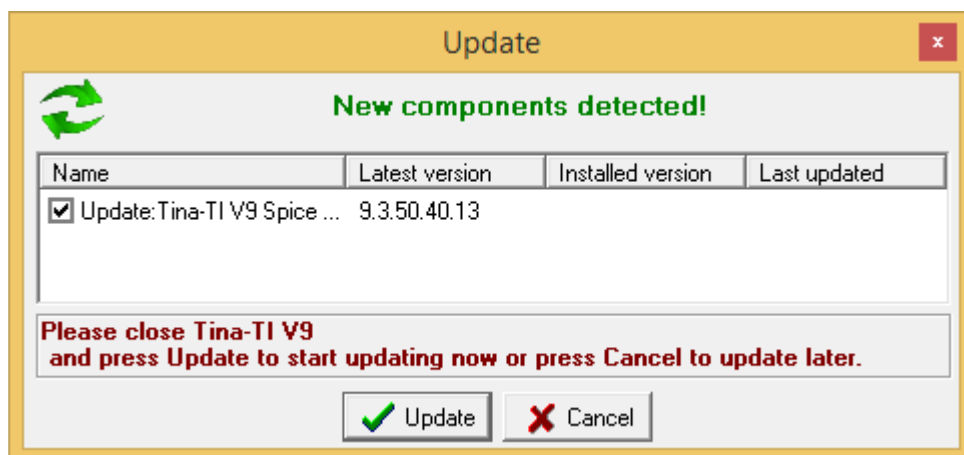 Update
x
New components detected!
Name Latest version Installed version Last updated
Update:Tina-TI V9 Spice ... 9.3.50.40.13
Please close Tina-TI V9
and press Update to start updating now or press Cancel to update later.
Update Cancel